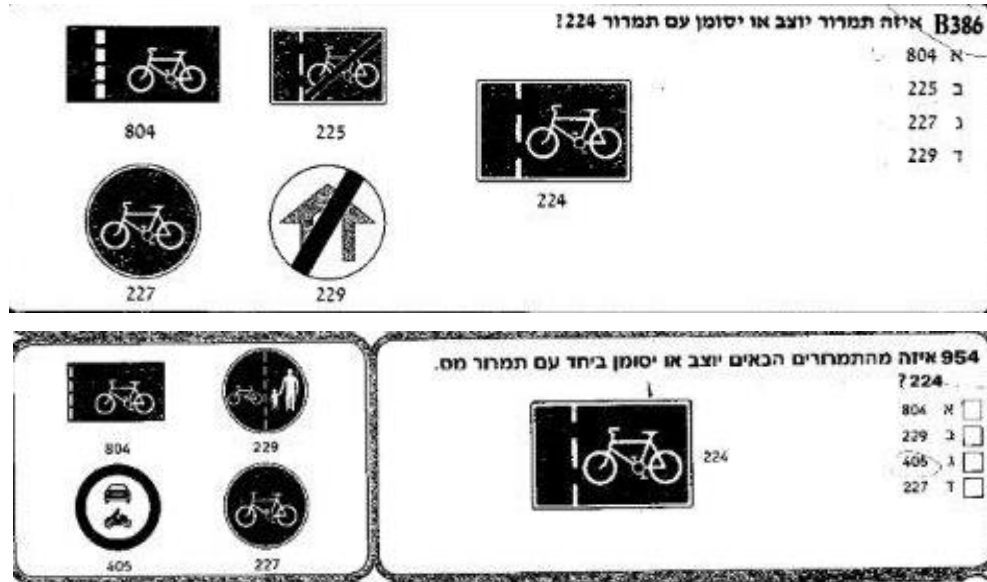 B386 איזה תמרור יוצב או יסומן עם תמרור 224?
א 804
ב 225
ג 227
ד 229
224
804
225
227
229
954 איזה מהתמרורים הבאים יוצב או יסומן ביחד עם תמרור מס.
224?
א 804
ב 229
ג 405
ד 227
224
804
229
405
227